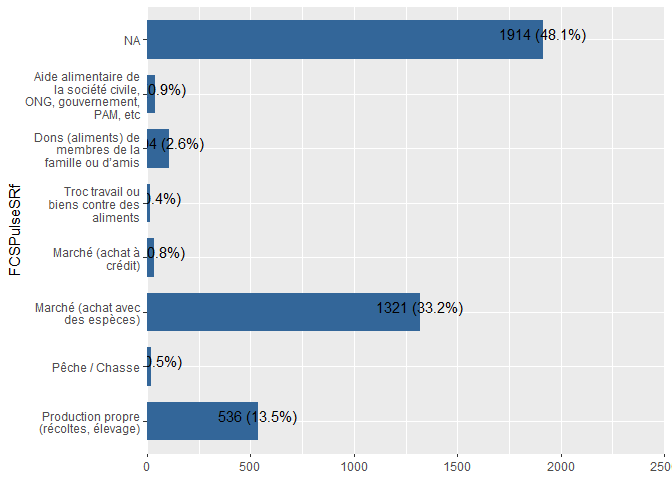 NA
1914 (48.1%)
Aide alimentaire de
la société civile,
ONG, gouvernement,
PAM, etc
0.9%)
Dons (aliments) de
membres de la
famille ou d'amis
4 (2.6%)
Troc travail ou
biens contre des
aliments
.4%)
Marché (achat à
crédit)
0.8%)
Marché (achat avec
des espèces)
1321 (33.2%)
Pêche / Chasse
.5%)
Production propre
(récoltes, élevage)
536 (13.5%)
FCSPulseSRf
0 500 1000 1500 2000 250